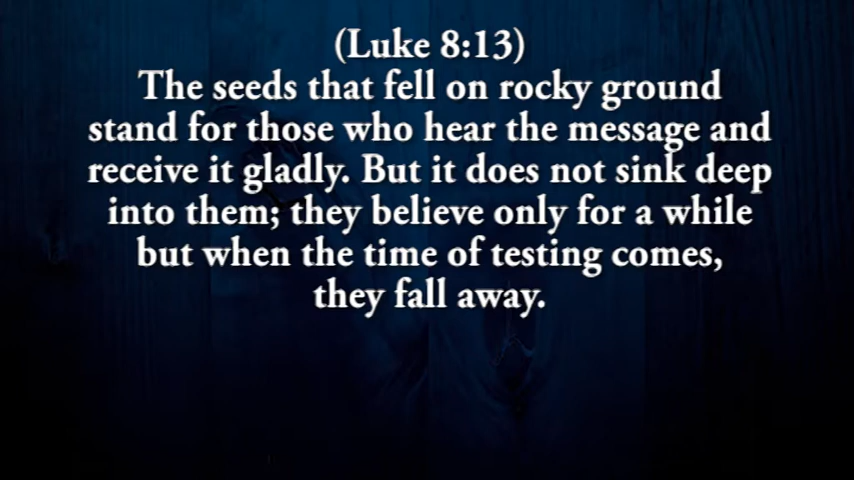 (Luke 8:13)
The seeds that fell on rocky ground
stand for those who hear the message and
receive it gladly. But it does not sink deep
into them; they believe only for a while
but when the time of testing comes,
they fall away.